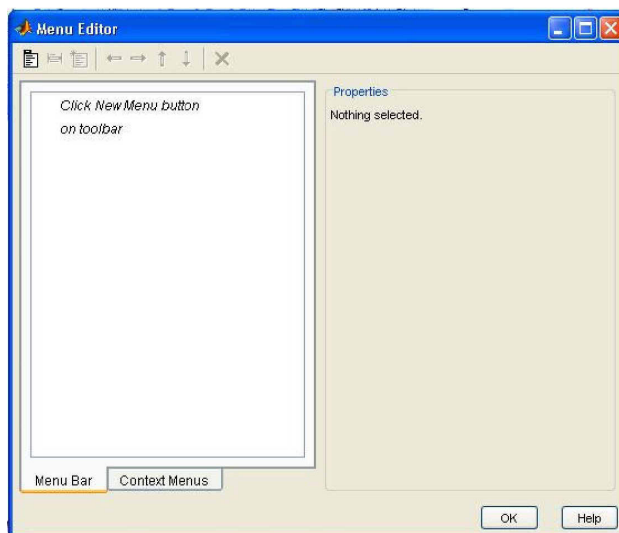 Menu Editor
Click New Menu button
on toolbar
Properties
Nothing selected.
Menu Bar
Context Menus
OK
Help